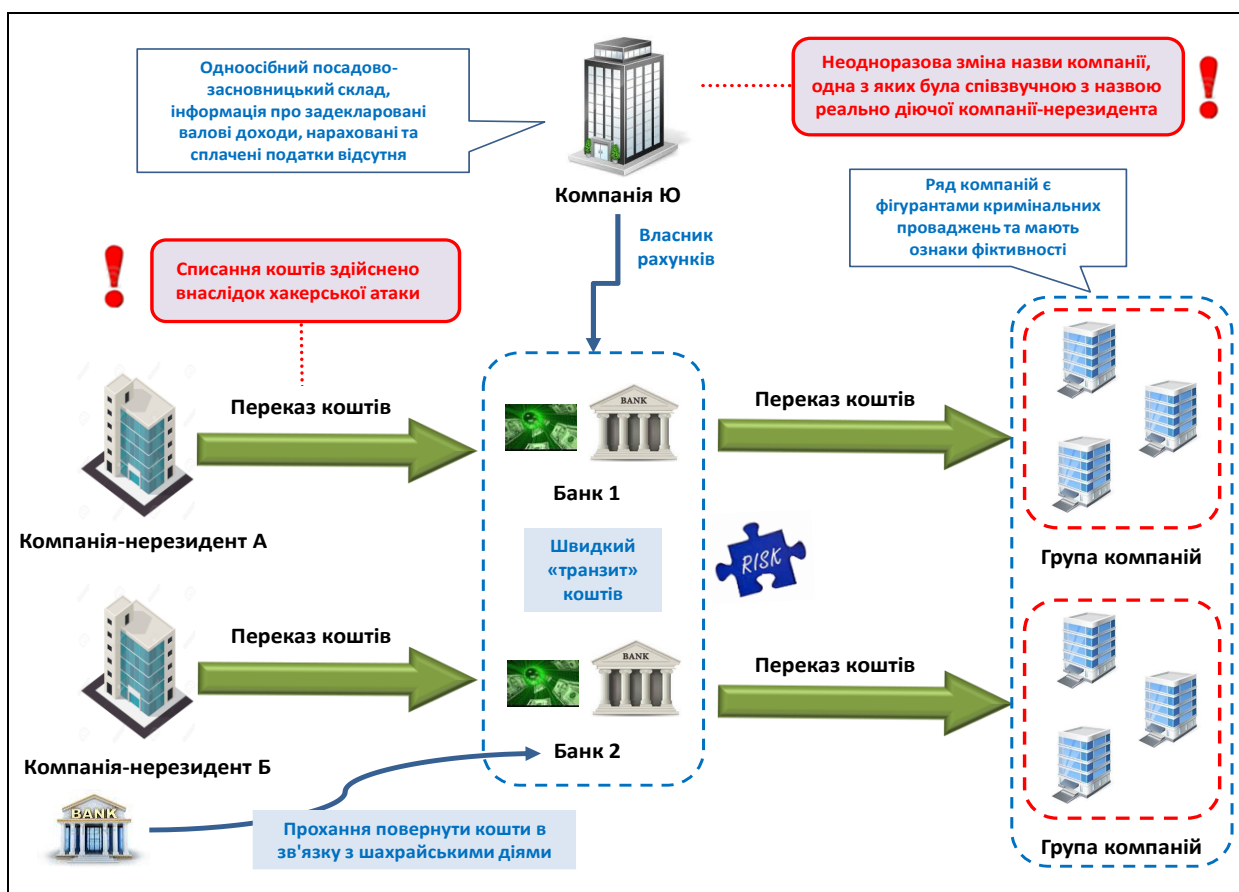 Одноосібний посадово-
засновницький склад,
інформація про задекларовані
валові доходи, нараховані та
сплачені податки відсутня
Неодноразова зміна назви компанії,
одна з яких була співзвучною з назвою
реально діючої компанії-нерезидента
Компанія Ю
Ряд компаній є
фігурантами кримінальних
проваджень та мають
ознаки фіктивності
Власник
рахунків
Списання коштів здійснено
внаслідок хакерської атаки
Переказ коштів
BANK
Переказ коштів
Банк 1
Компанія-нерезидент А
Швидкий
«транзит»
коштів
RISK
Група компаній
Переказ коштів
BANK
Переказ коштів
Банк 2
Компанія-нерезидент Б
BANK
Прохання повернути кошти в
зв'язку з шахрайськими діями
Група компаній